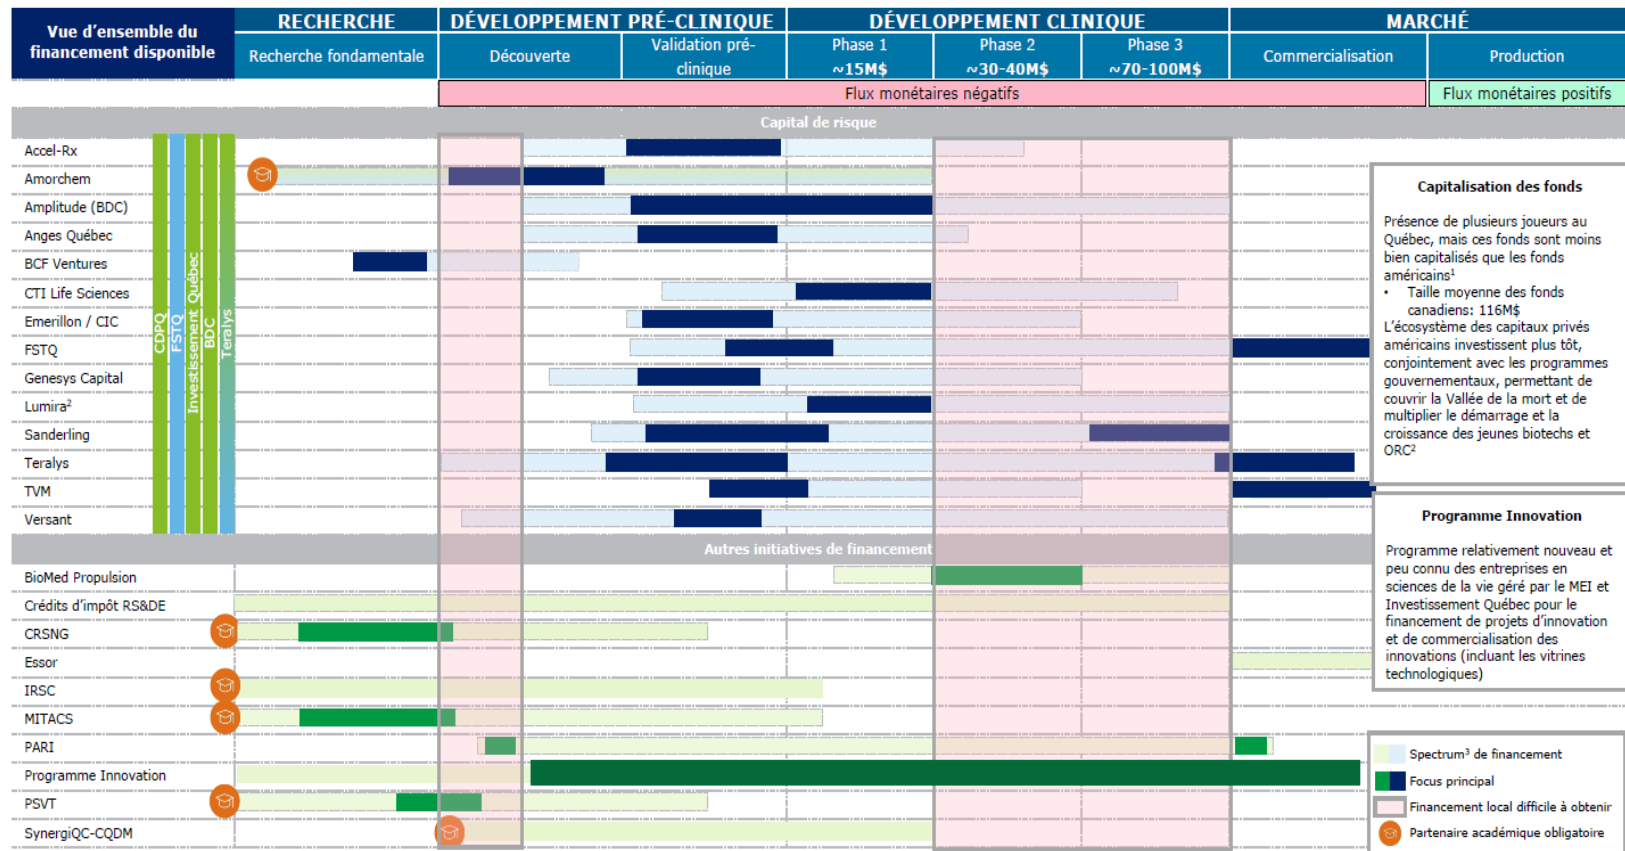 Vue d'ensemble du
financement disponible
RECHERCHE
DÉVELOPPEMENT PRÉ-CLINIQUE
DÉVELOPPEMENT CLINIQUE
MARCHÉ
Recherche fondamentale
Découverte
Validation pré-
clinique
Phase 1
~15M$
Phase 2
~30-40M$
Phase 3
~70-100M$
Commercialisation
Production
Flux monétaires négatifs
Flux monétaires positifs
Capital de risque
CDPQ
FSTQ
Investissement Québec
BDC
Teralys
Accel-Rx
Amorchem
Amplitude (BDC)
Anges Québec
BCF Ventures
CTI Life Sciences
Emerillon / CIC
FSTQ
Genesys Capital
Lumira²
Sanderling
Teralys
TVM
Versant
Capitalisation des fonds
Présence de plusieurs joueurs au
Québec, mais ces fonds sont moins
bien capitalisés que les fonds
américains¹
• Taille moyenne des fonds
canadiens: 116M$
L'écosystème des capitaux privés
américains investissent plus tôt,
conjointement avec les programmes
gouvernementaux, permettant de
couvrir la Vallée de la mort et de
multiplier le démarrage et la
croissance des jeunes biotechs et
ORC²
Autres initiatives de financement
BioMed Propulsion
Crédits d'impôt RS&DE
CRSNG
Essor
IRSC
MITACS
PARI
Programme Innovation
PSVT
SynergiQC-CQDM
Programme Innovation
Programme relativement nouveau et
peu connu des entreprises en
sciences de la vie géré par le MEI et
Investissement Québec pour le
financement de projets d'innovation
et de commercialisation des
innovations (incluant les vitrines
technologiques)
Spectrum³ de financement
Focus principal
Financement local difficile à obtenir
Partenaire académique obligatoire